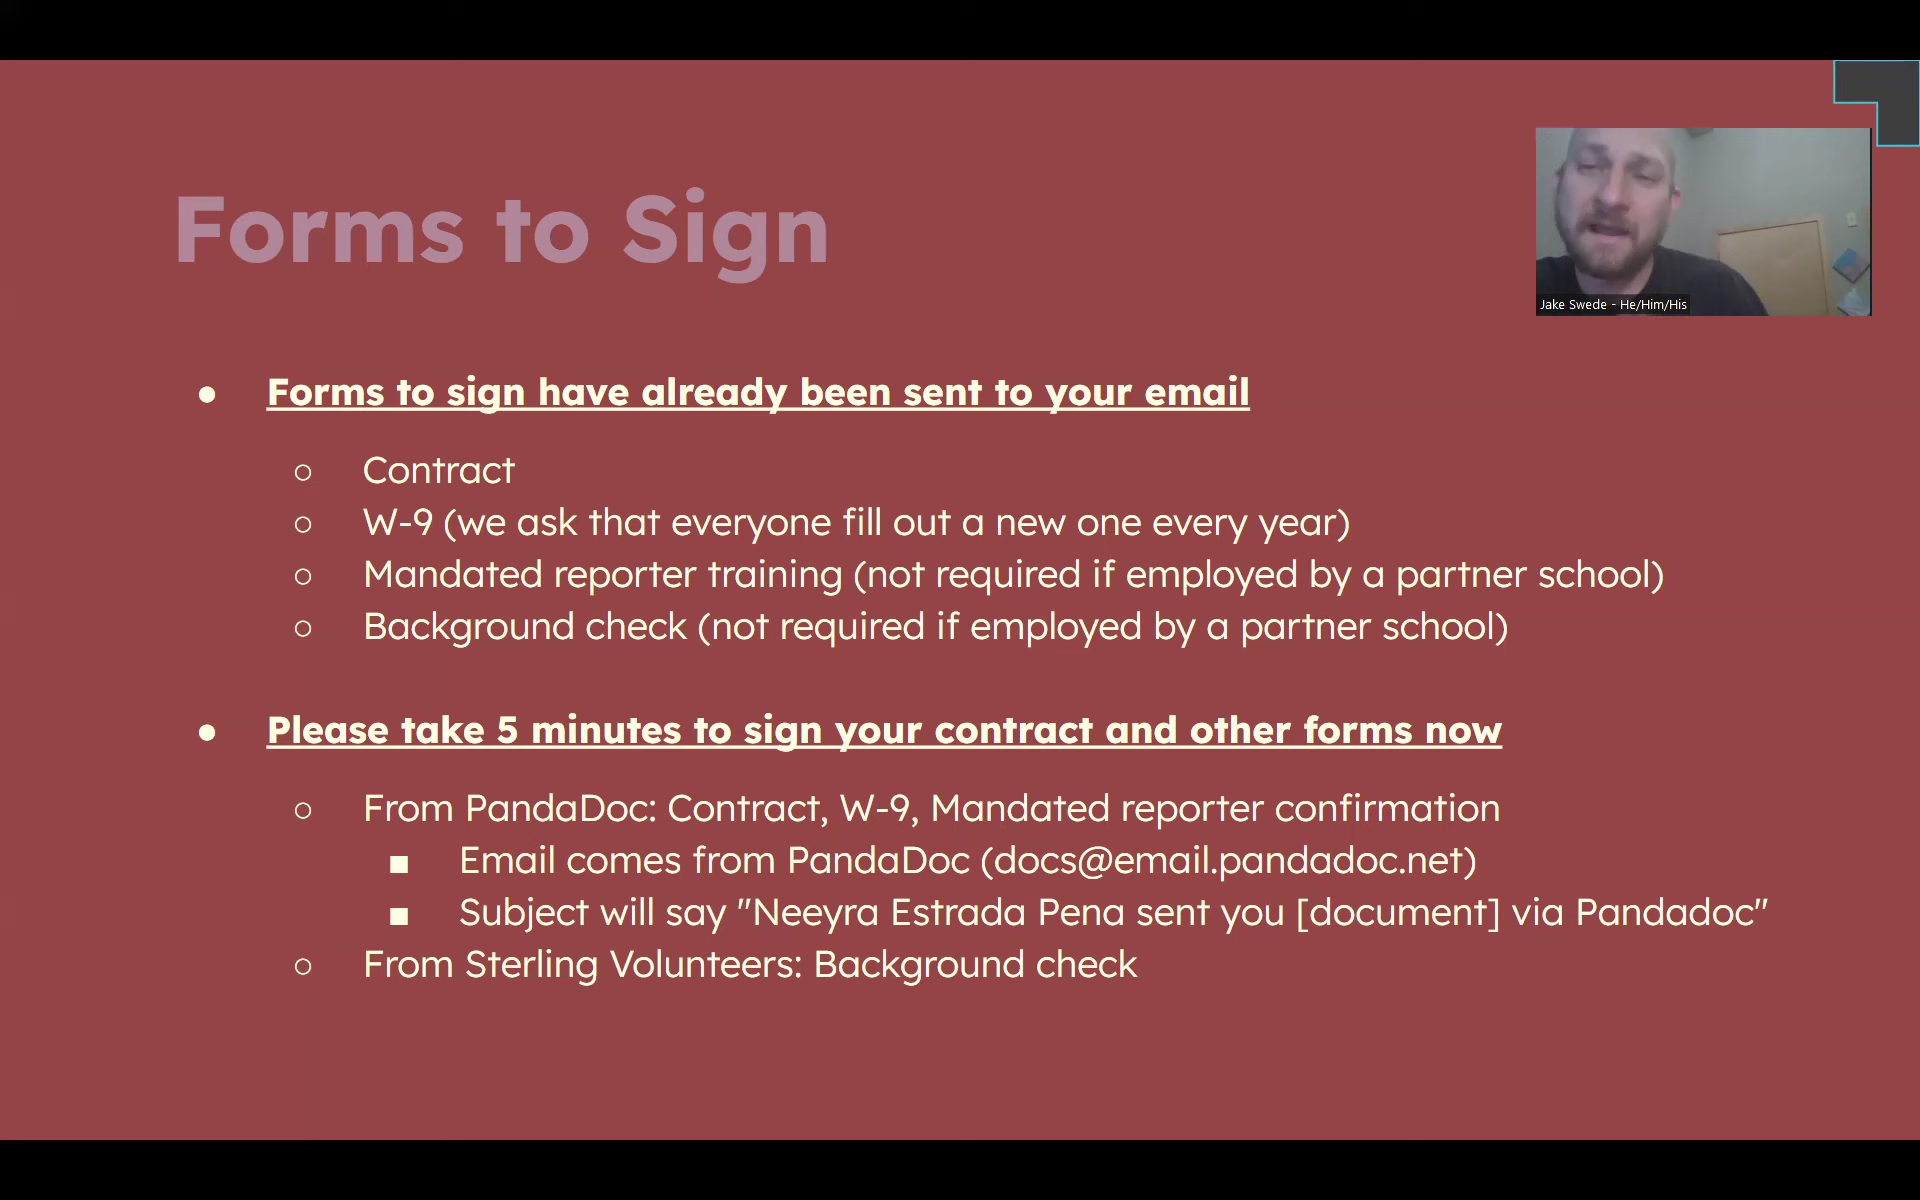 Forms to Sign
Jake Swede - He/Him/His
● Forms to sign have already been sent to your email
○ Contract
○ W-9 (we ask that everyone fill out a new one every year)
○ Mandated reporter training (not required if employed by a partner school)
○ Background check (not required if employed by a partner school)
● Please take 5 minutes to sign your contract and other forms now
○ From PandaDoc: Contract, W-9, Mandated reporter confirmation
■ Email comes from PandaDoc (docs@email.pandadoc.net)
■ Subject will say "Neeyra Estrada Pena sent you [document] via Pandadoc"
○ From Sterling Volunteers: Background check